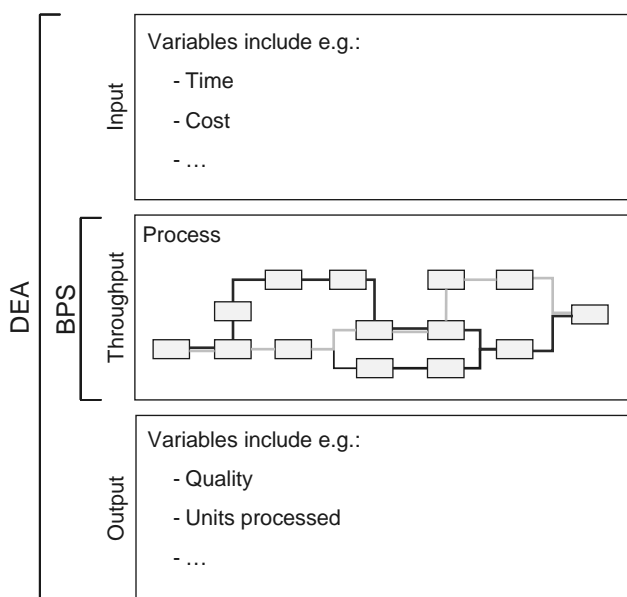 DEA
BPS
Input
Variables include e.g.:
- Time
- Cost
- …
Throughput
Process
Output
Variables include e.g.:
- Quality
- Units processed
- …